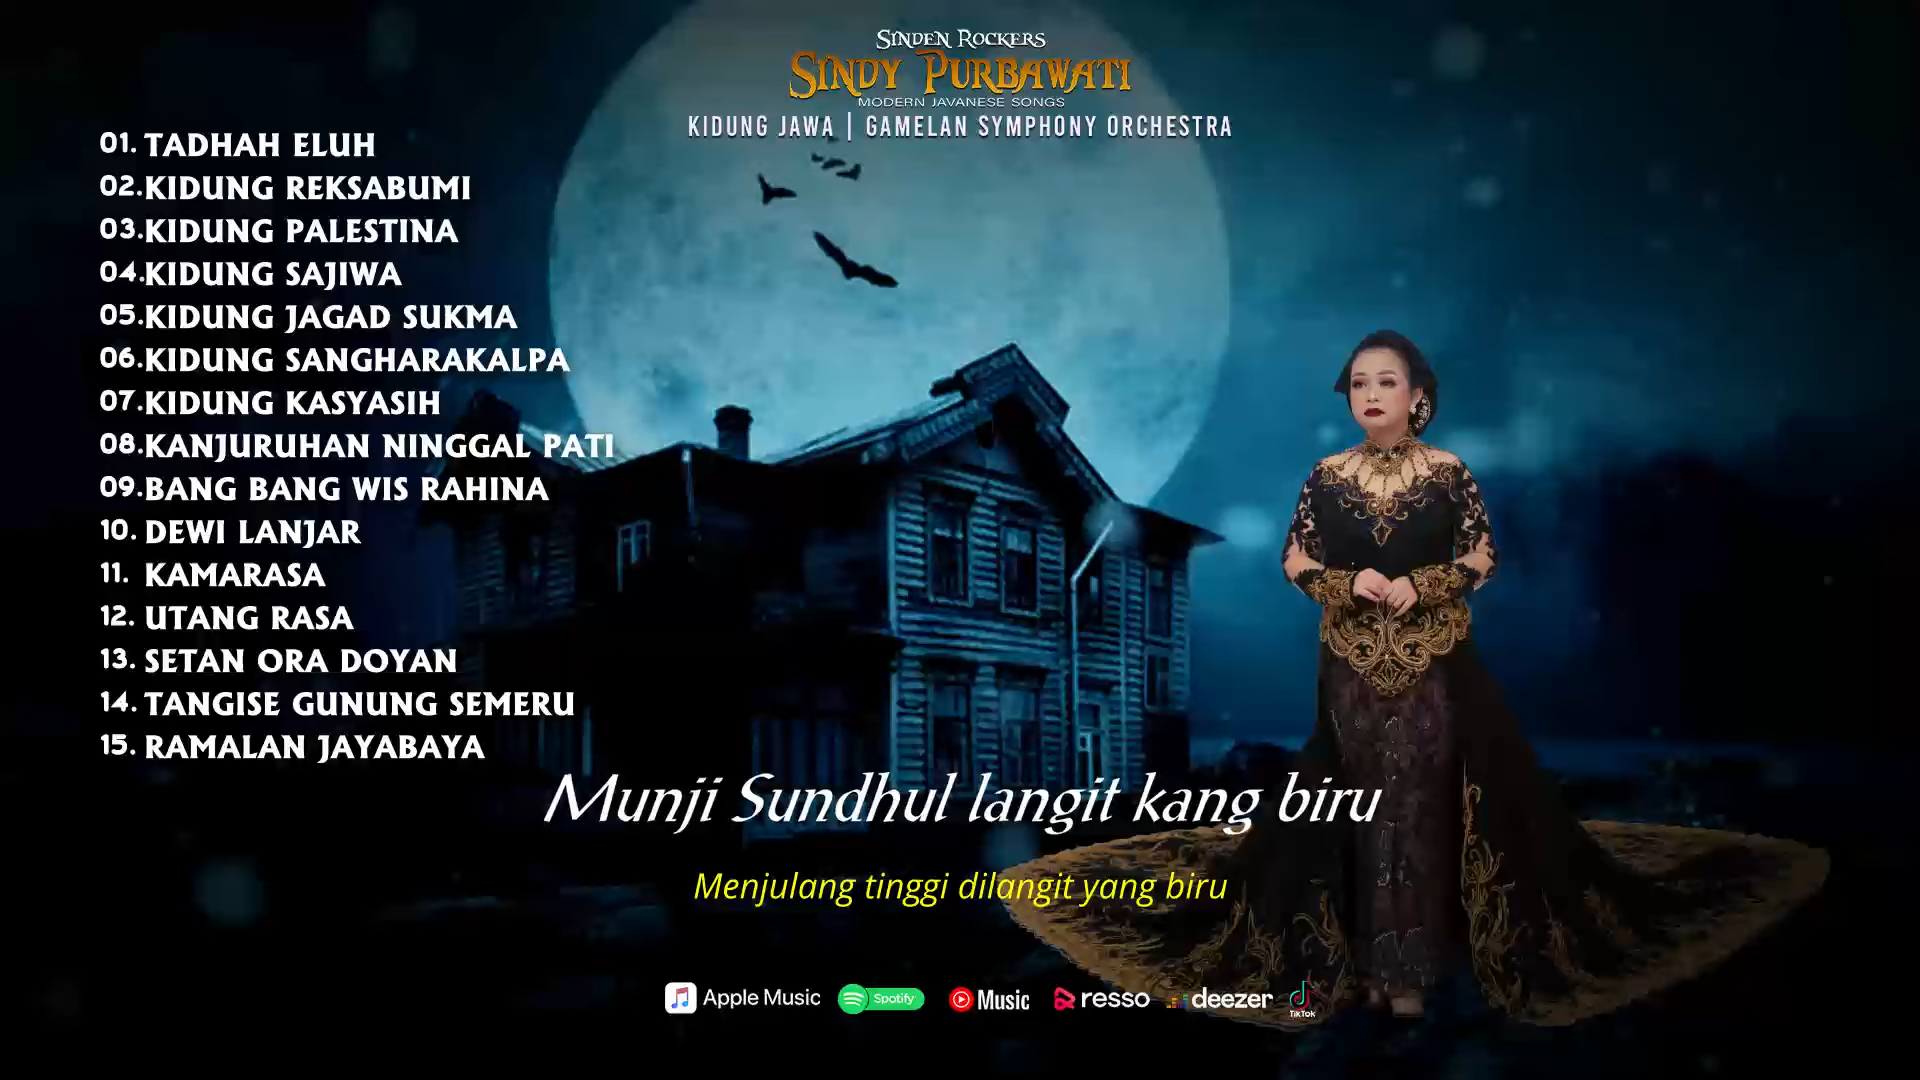 SINDEN ROCKERS
SINDY PURBAWATI
MODERN JAVANESE SONGS
KIDUNG JAWA | GAMELAN SYMPHONY ORCHESTRA
01. TADHAH ELUH
02. KIDUNG REKSABUMI
03. KIDUNG PALESTINA
04. KIDUNG SAJIWA
05. KIDUNG JAGAD SUKMA
06. KIDUNG SANGHARAKALPA
07. KIDUNG KASYASIH
08. KANJURUHAN NINGGAL PATI
09. BANG BANG WIS RAHINA
10. DEWI LANJAR
11. KAMARASA
12. UTANG RASA
13. SETAN ORA DOYAN
14. TANGISE GUNUNG SEMERU
15. RAMALAN JAYABAYA
Munji Sundhul langit kang biru
Menjulang tinggi dilangit yang biru
Apple Music Spotify Music resso deezer TikTok